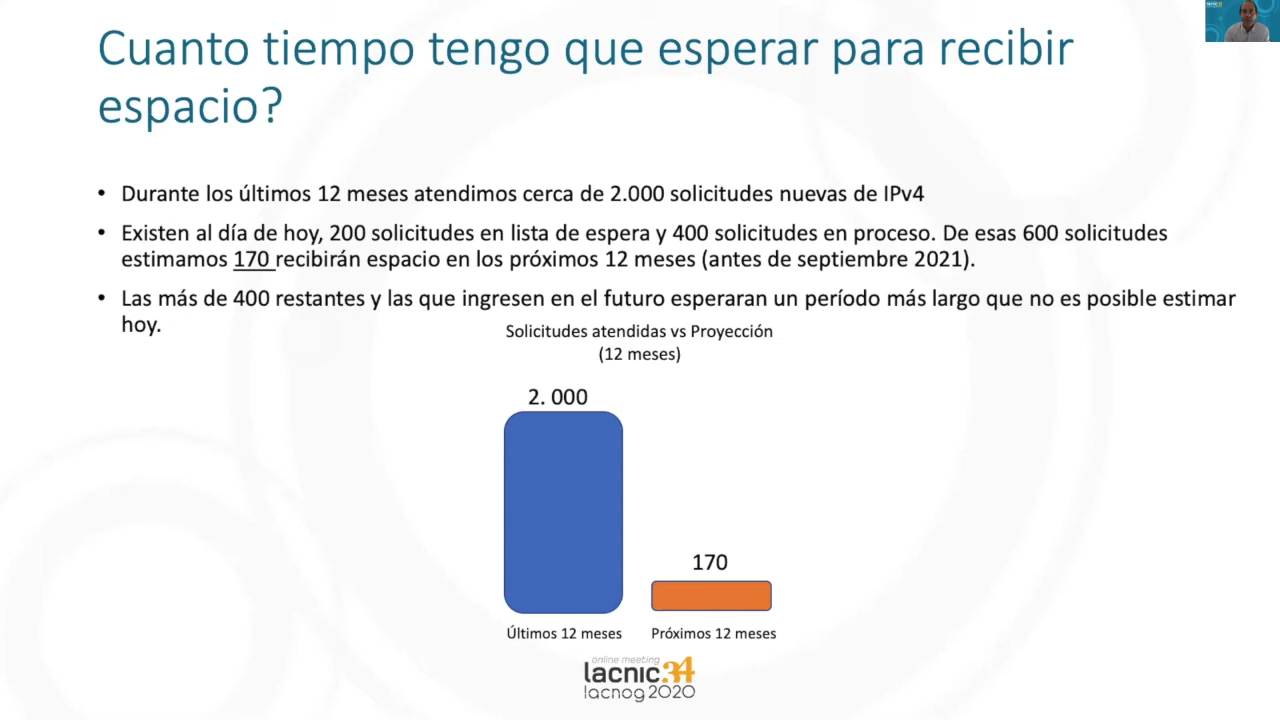 Cuanto tiempo tengo que esperar para recibir
espacio?
• Durante los últimos 12 meses atendimos cerca de 2.000 solicitudes nuevas de IPv4
• Existen al día de hoy, 200 solicitudes en lista de espera y 400 solicitudes en proceso. De esas 600 solicitudes
estimamos 170 recibirán espacio en los próximos 12 meses (antes de septiembre 2021).
• Las más de 400 restantes y las que ingresen en el futuro esperaran un período más largo que no es posible estimar
hoy.
Solicitudes atendidas vs Proyección
(12 meses)
2. 000
170
Últimos 12 meses
Próximos 12 meses
online meeting
lacnic34
lacnog2020